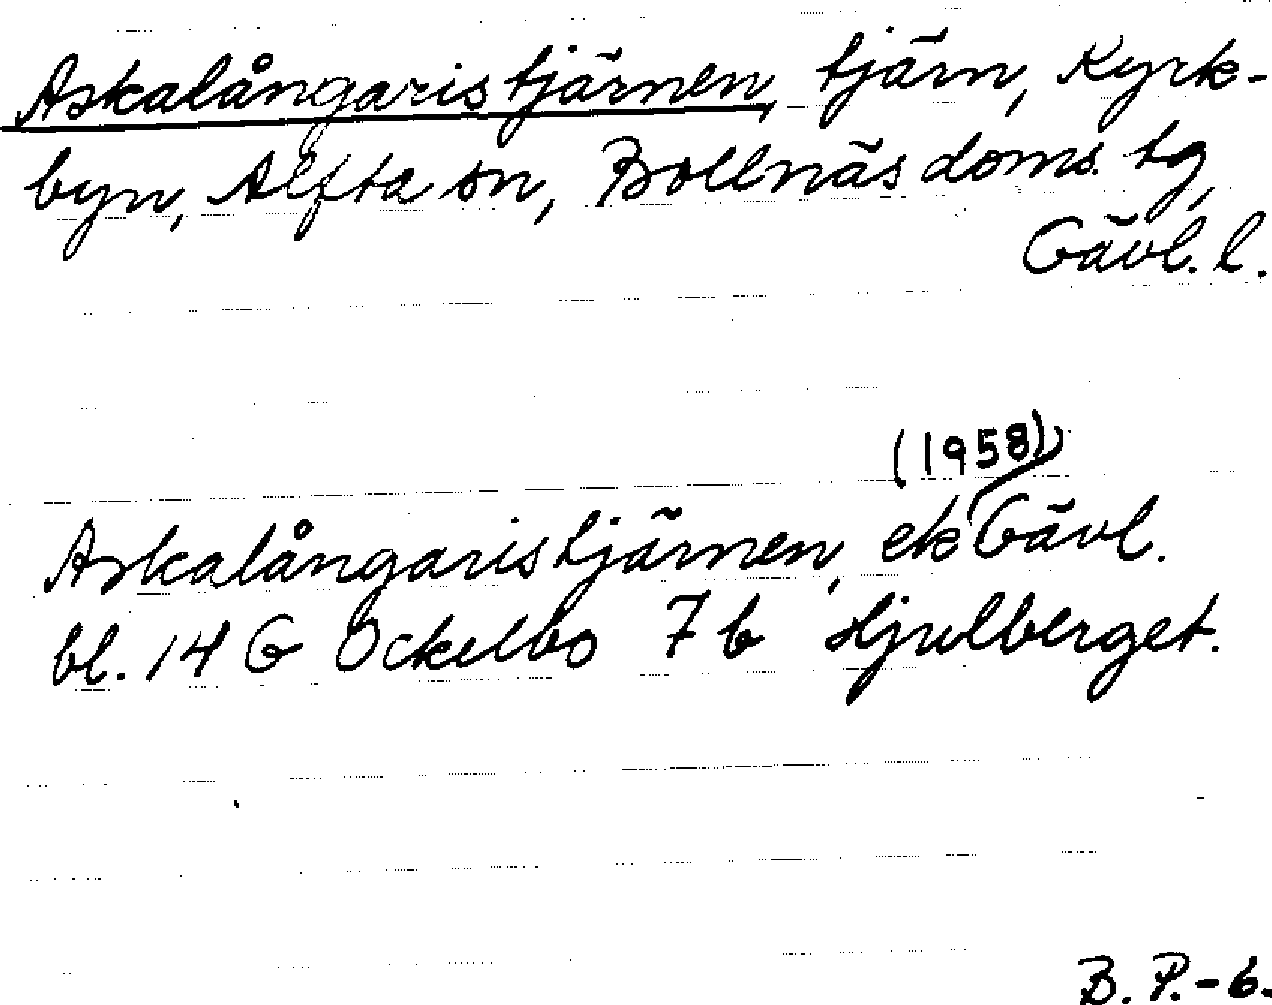 Askalångaristjärnen, tjärn, Kyrk-
byn, Alfta sn, Bollnäs doms. tg,
Gävl. l.
(1958)
Askalångaristjärnen, ek Gävl.
bl. 14 G Ockelbo 7 b Hjulberget.
B. P. - 6.